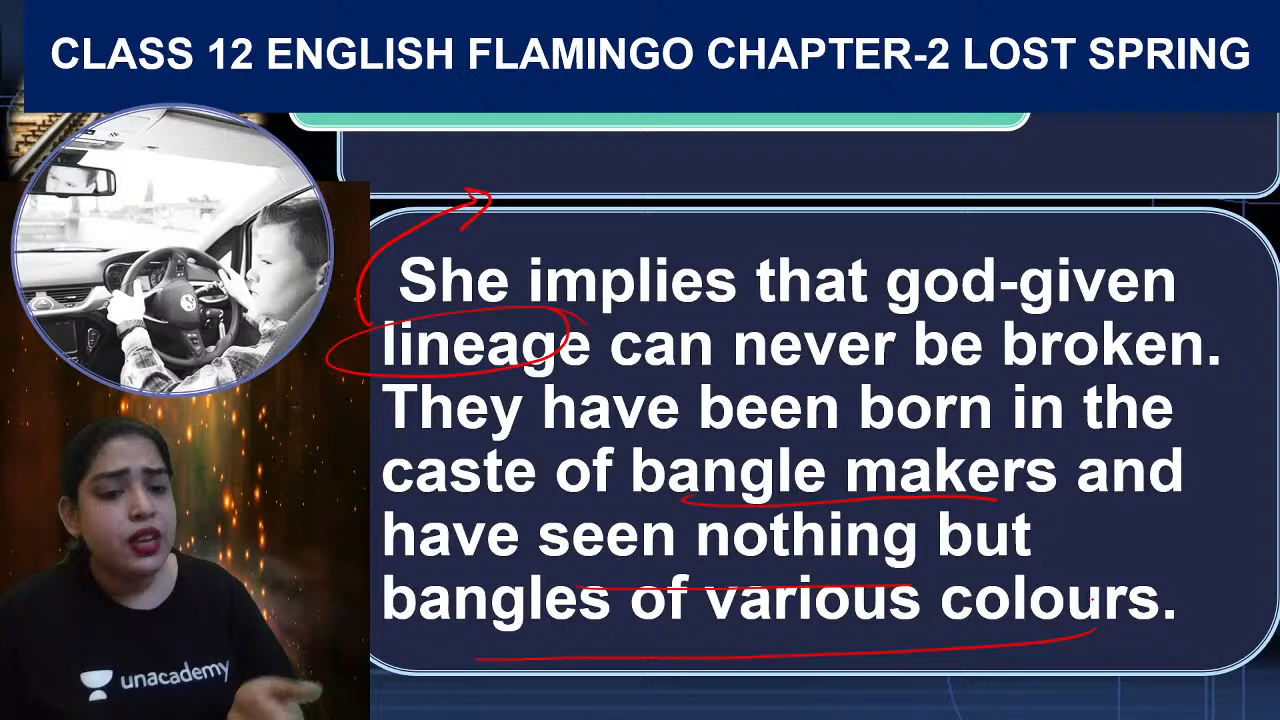 CLASS 12 ENGLISH FLAMINGO CHAPTER-2 LOST SPRING
She implies that god-given
lineage can never be broken.
They have been born in the
caste of bangle makers and
have seen nothing but
bangles of various colours.
unacademy